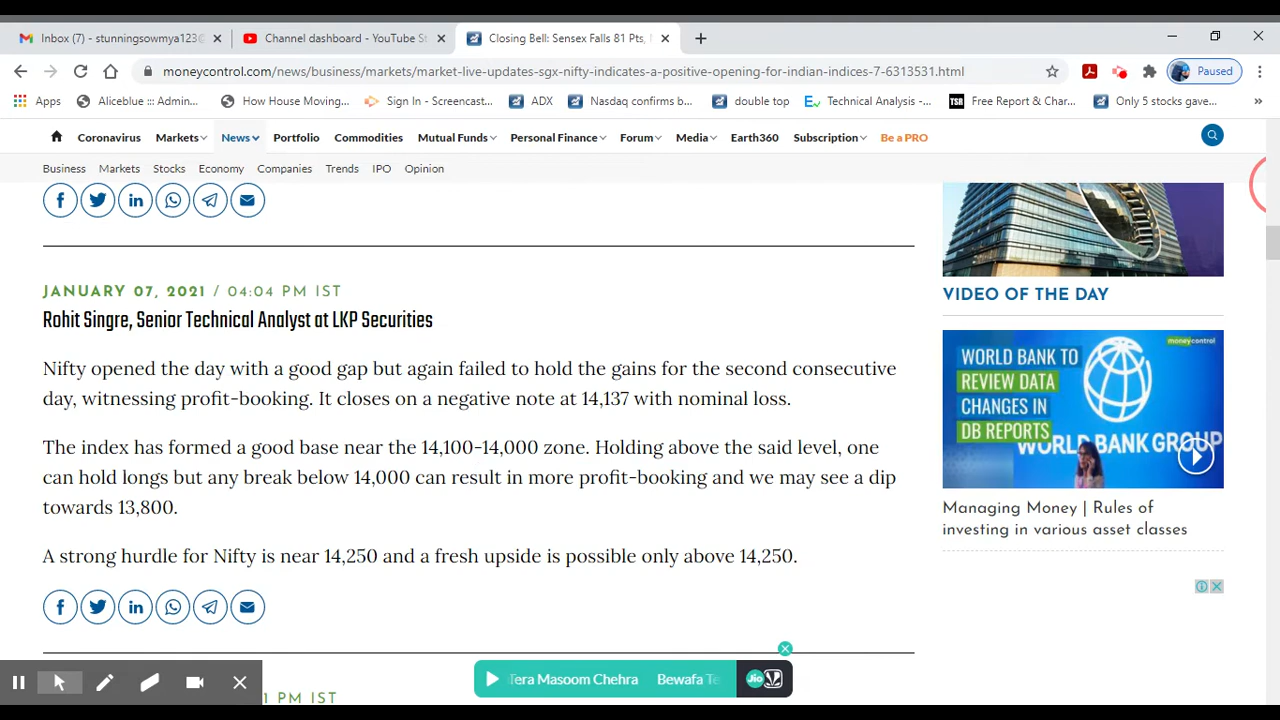 Inbox (7) - stunningsowmya123@
Channel dashboard - YouTube St
Closing Bell: Sensex Falls 81 Pts,
moneycontrol.com/news/business/markets/market-live-updates-sgx-nifty-indicates-a-positive-opening-for-indian-indices-7-6313531.html
Paused
Apps
Aliceblue ::: Admin...
How House Moving...
Sign In - Screencast...
ADX
Nasdaq confirms b...
double top
Technical Analysis -...
TSR
Free Report & Char...
Only 5 stocks gave...
»
Coronavirus Markets News Portfolio Commodities Mutual Funds Personal Finance Forum Media Earth360 Subscription Be a PRO
Business Markets Stocks Economy Companies Trends IPO Opinion
JANUARY 07, 2021 / 04:04 PM IST
Rohit Singre, Senior Technical Analyst at LKP Securities
Nifty opened the day with a good gap but again failed to hold the gains for the second consecutive
day, witnessing profit-booking. It closes on a negative note at 14,137 with nominal loss.
The index has formed a good base near the 14,100-14,000 zone. Holding above the said level, one
can hold longs but any break below 14,000 can result in more profit-booking and we may see a dip
towards 13,800.
A strong hurdle for Nifty is near 14,250 and a fresh upside is possible only above 14,250.
1 PM IST
VIDEO OF THE DAY
moneycontrol
WORLD BANK TO
REVIEW DATA
CHANGES IN
DB REPORTS
WORLD BANK GROUP
Managing Money | Rules of
investing in various asset classes
Tera Masoom Chehra Bewafa Te
Jio